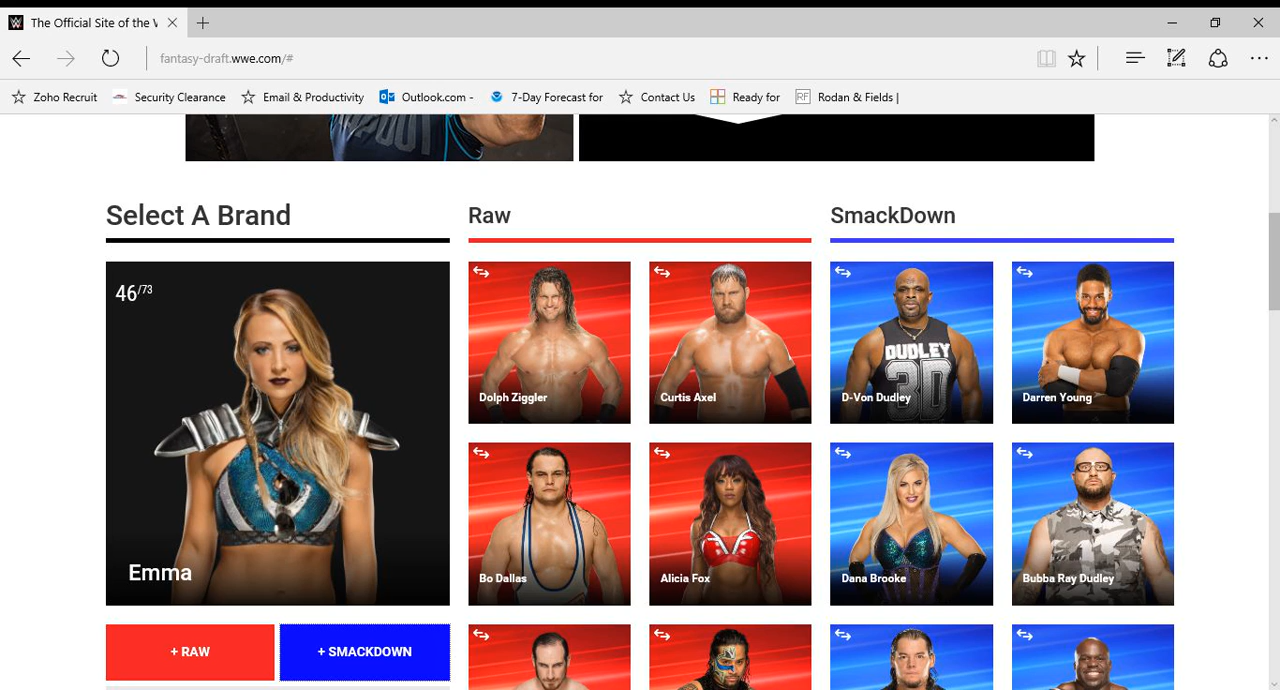 The Official Site of the W
fantasy-draft.wwe.com/#
Zoho Recruit
Security Clearance
Email & Productivity
Outlook.com -
7-Day Forecast for
Contact Us
Ready for
RF
Rodan & Fields |
Select A Brand
Raw
SmackDown
46/73
Emma
+ RAW
+ SMACKDOWN
Dolph Ziggler
Curtis Axel
DUDLEY
3D
D-Von Dudley
Darren Young
Bo Dallas
Alicia Fox
Dana Brooke
Bubba Ray Dudley